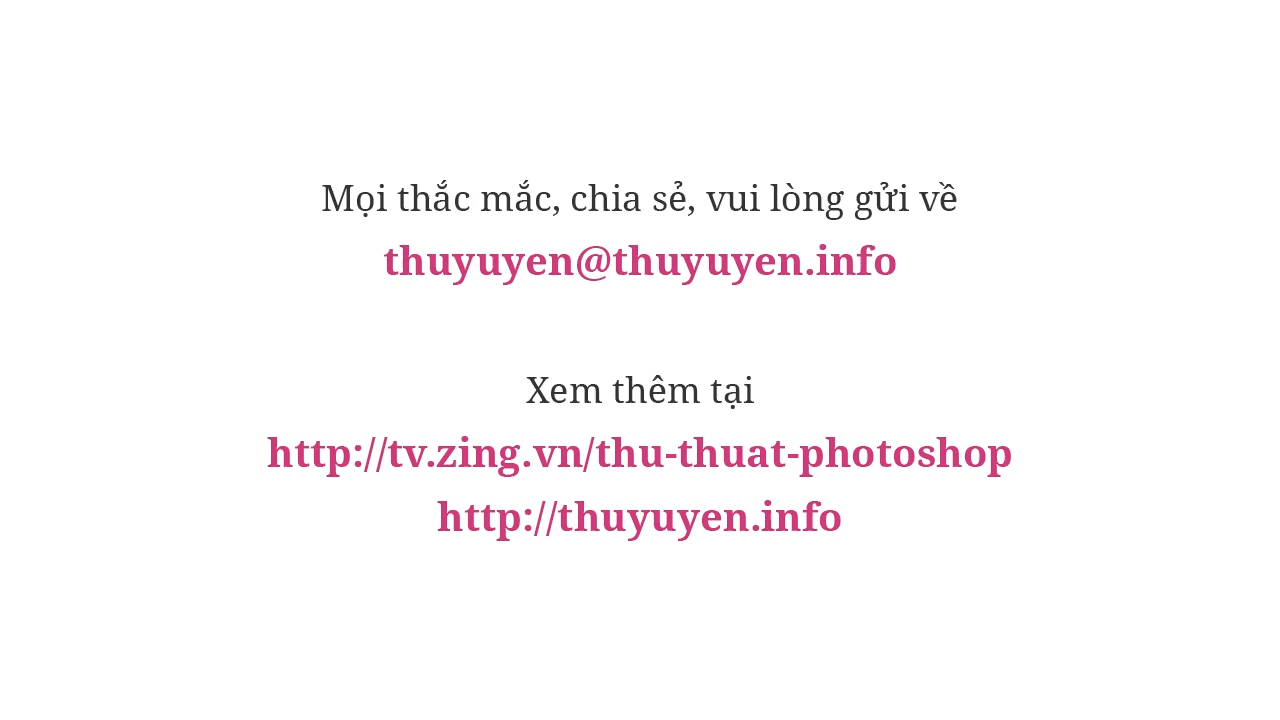 Mọi thắc mắc, chia sẻ, vui lòng gửi về
thuyuyen@thuyuyen.info
Xem thêm tại
http://tv.zing.vn/thu-thuat-photoshop
http://thuyuyen.info